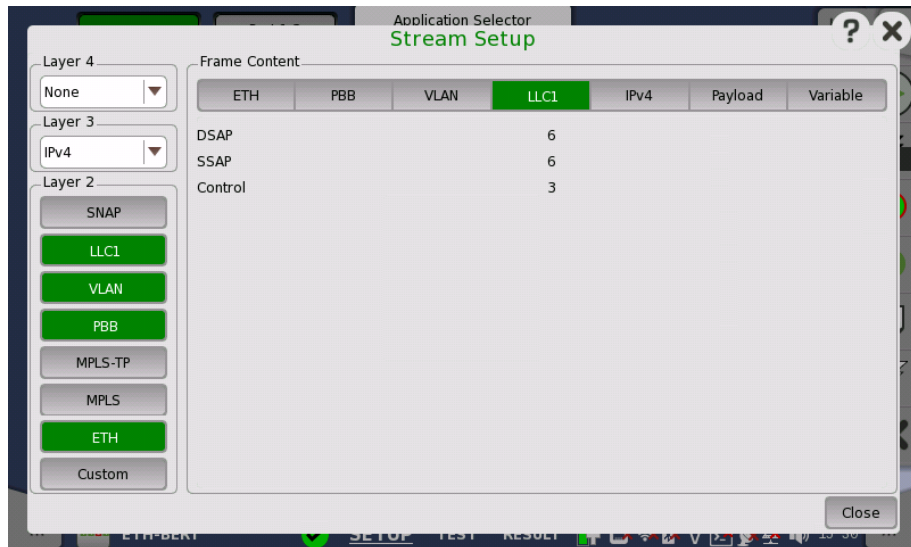 Application Selector
Stream Setup
?
Layer 4
None
Layer 3
IPv4
Layer 2
SNAP
LLC1
VLAN
PBB
MPLS-TP
MPLS
ETH
Custom
Frame Content
ETH PBB VLAN LLC1 IPv4 Payload Variable
DSAP 6
SSAP 6
Control 3
Close
ETH-BERT SETUP TEST RESULT